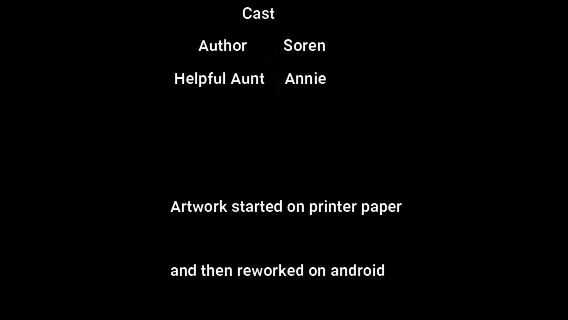 Cast
Author Soren
Helpful Aunt Annie
Artwork started on printer paper
and then reworked on android